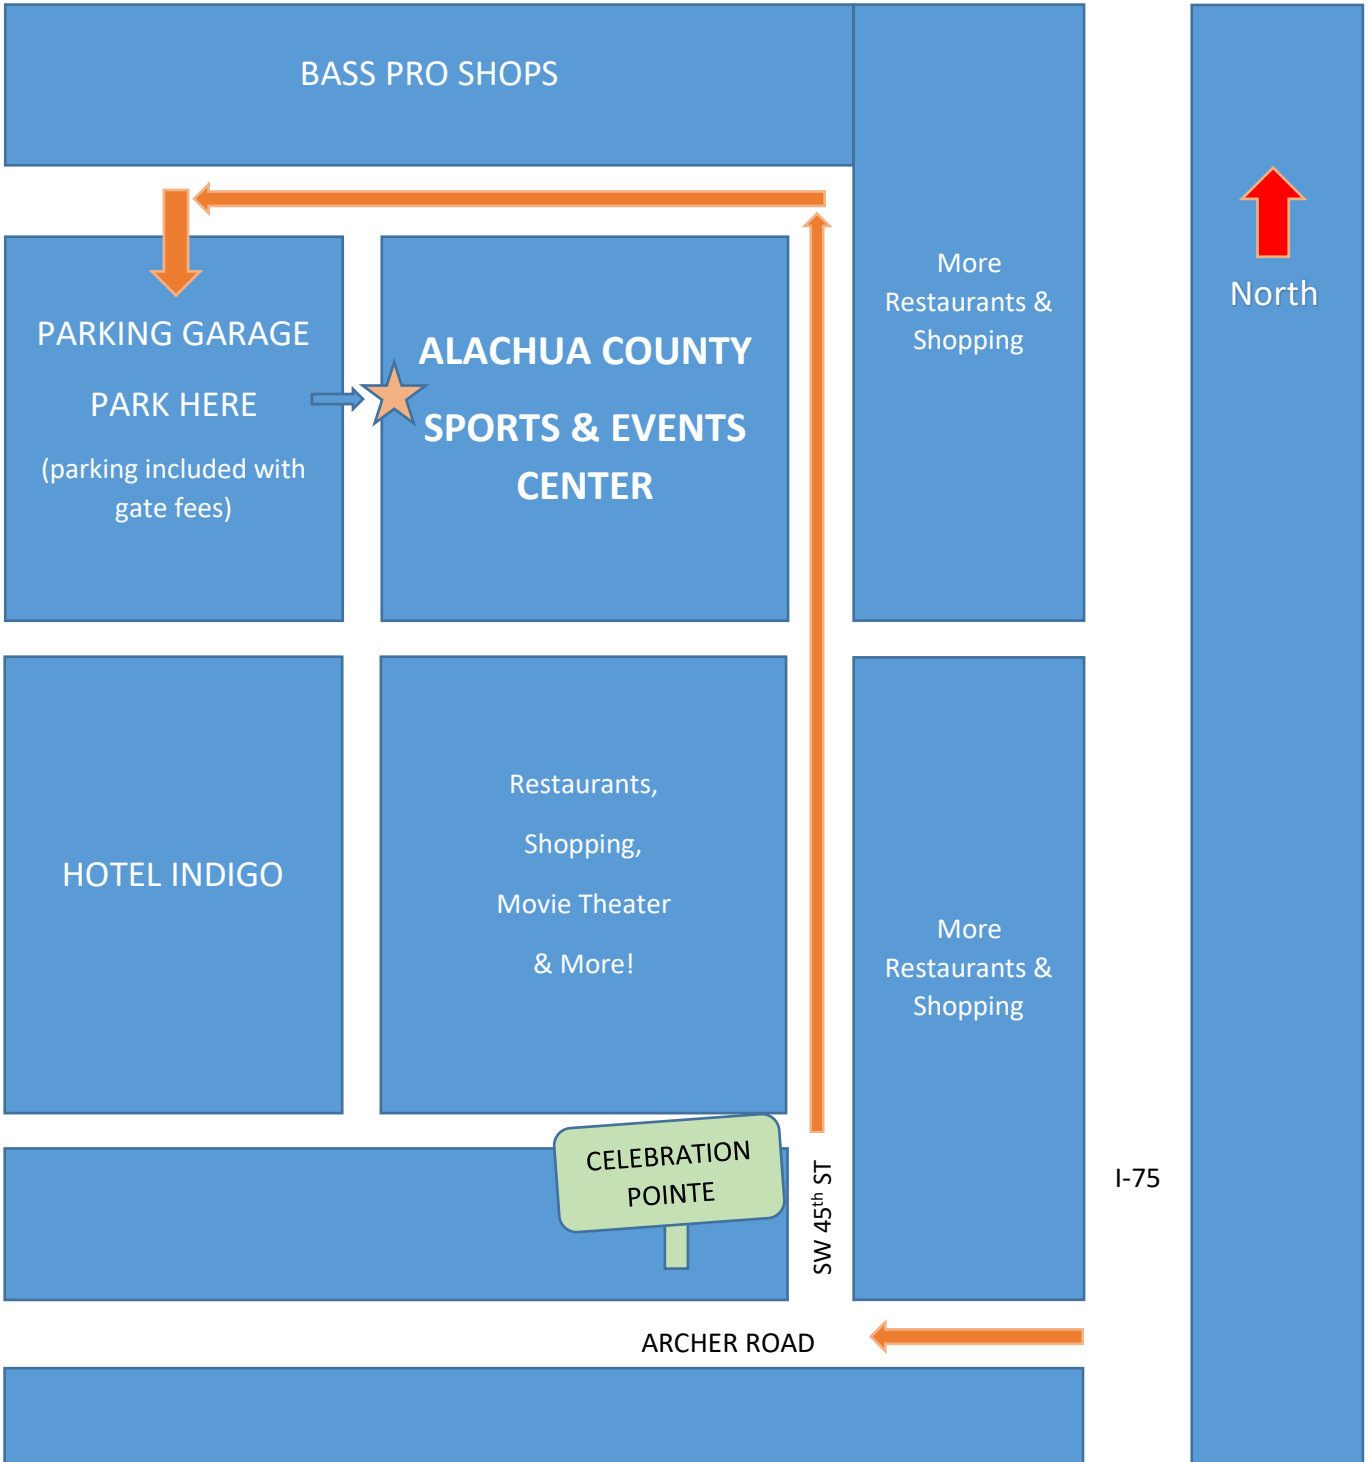 BASS PRO SHOPS
More
Restaurants &
Shopping
North
PARKING GARAGE
PARK HERE
(parking included with
gate fees)
ALACHUA COUNTY
SPORTS & EVENTS
CENTER
HOTEL INDIGO
Restaurants,
Shopping,
Movie Theater
& More!
More
Restaurants &
Shopping
CELEBRATION
POINTE
SW 45th ST
I-75
ARCHER ROAD